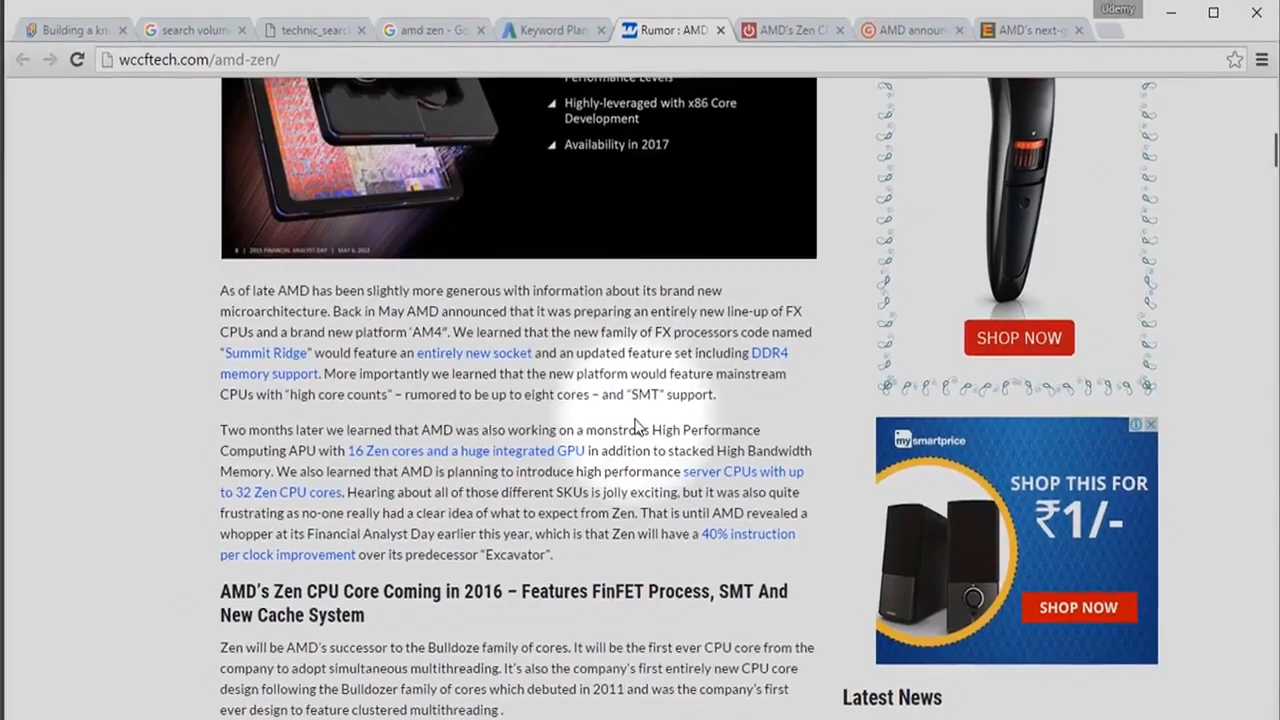 Udemy
Building a kn
search volum
technic_searc
amd zen - Go
Keyword Plan
Rumor : AMD
AMD's Zen C
AMD announ
AMD's next-g
wccftech.com/amd-zen/
Performance Levels
Highly-leveraged with x86 Core
Development
Availability in 2017
8 | 2015 FINANCIAL ANALYST DAY | MAY 6, 2015
As of late AMD has been slightly more generous with information about its brand new
microarchitecture. Back in May AMD announced that it was preparing an entirely new line-up of FX
CPUs and a brand new platform ‘AM4″. We learned that the new family of FX processors code named
“Summit Ridge” would feature an entirely new socket and an updated feature set including DDR4
memory support. More importantly we learned that the new platform would feature mainstream
CPUs with “high core counts” – rumored to be up to eight cores – and “SMT” support.
Two months later we learned that AMD was also working on a monstrous High Performance
Computing APU with 16 Zen cores and a huge integrated GPU in addition to stacked High Bandwidth
Memory. We also learned that AMD is planning to introduce high performance server CPUs with up
to 32 Zen CPU cores. Hearing about all of those different SKUs is jolly exciting, but it was also quite
frustrating as no-one really had a clear idea of what to expect from Zen. That is until AMD revealed a
whopper at its Financial Analyst Day earlier this year, which is that Zen will have a 40% instruction
per clock improvement over its predecessor “Excavator”.
AMD’s Zen CPU Core Coming in 2016 – Features FinFET Process, SMT And
New Cache System
Zen will be AMD’s successor to the Bulldoze family of cores. It will be the first ever CPU core from the
company to adopt simultaneous multithreading. It’s also the company’s first entirely new CPU core
design following the Bulldozer family of cores which debuted in 2011 and was the company’s first
ever design to feature clustered multithreading .
SHOP NOW
mysmartprice
SHOP THIS FOR
₹1/-
SHOP NOW
Latest News